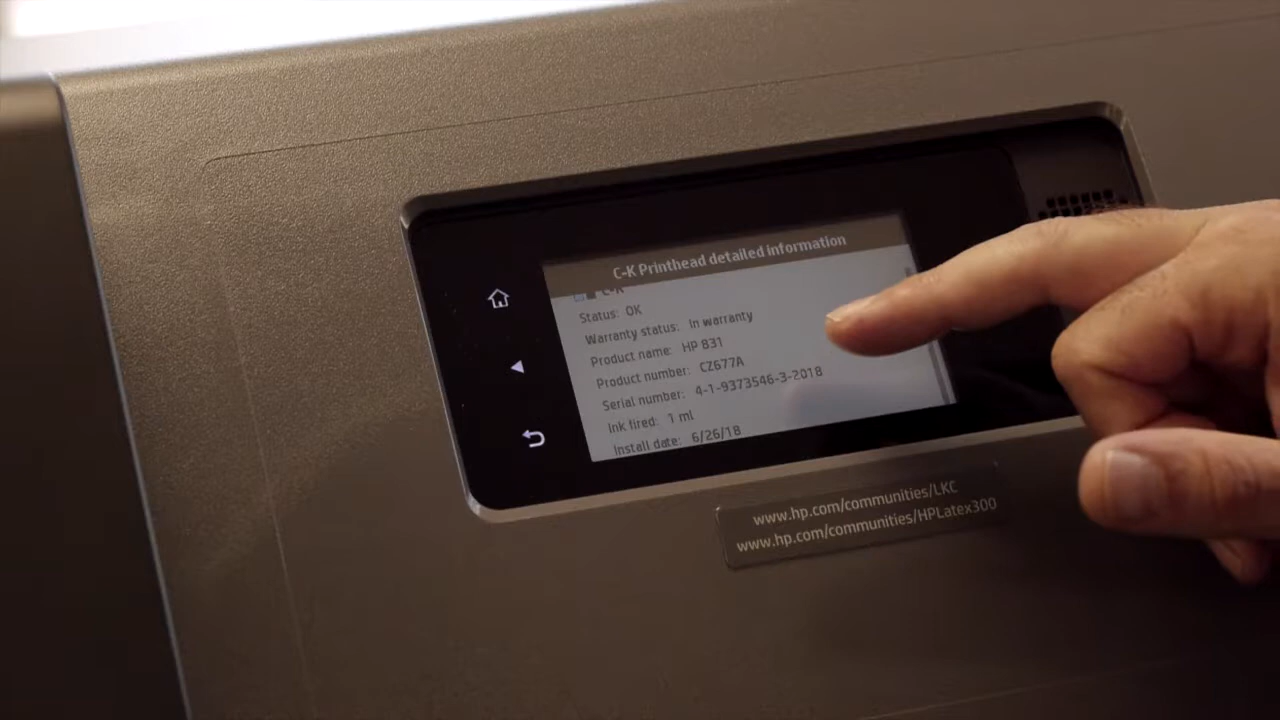 C-K Printhead detailed information
C-K
Status: OK
Warranty status: In warranty
Product name: HP 831
Product number: CZ677A
Serial number: 4-1-9373546-3-2018
Ink fired: 1 ml
Install date: 6/26/18
www.hp.com/communities/LKC
www.hp.com/communities/HPLatex300